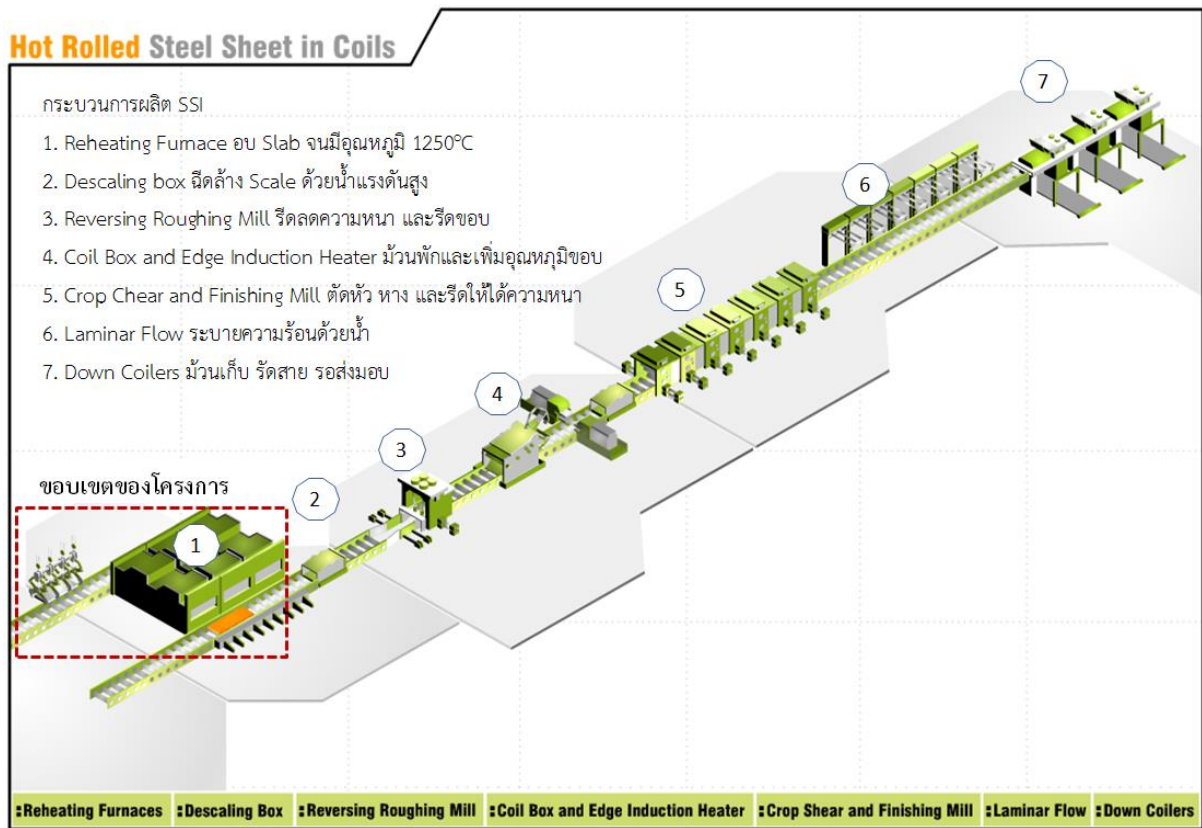 Hot Rolled Steel Sheet in Coils
กระบวนการผลิต SSI
1. Reheating Furnace อบ Slab จนมีอุณหภูมิ 1250°C
2. Descaling box ฉีดล้าง Scale ด้วยน้ำแรงดันสูง
3. Reversing Roughing Mill รีดลดความหนา และรีดขอบ
4. Coil Box and Edge Induction Heater ม้วนพักและเพิ่มอุณหภูมิขอบ
5. Crop Chear and Finishing Mill ตัดหัว หาง และรีดให้ได้ความหนา
6. Laminar Flow ระบายความร้อนด้วยน้ำ
7. Down Coilers ม้วนเก็บ รัดสาย รอส่งมอบ
7
6
5
4
3
2
ขอบเขตของโครงการ
1
:Reheating Furnaces :Descaling Box :Reversing Roughing Mill :Coil Box and Edge Induction Heater :Crop Shear and Finishing Mill :Laminar Flow :Down Coilers